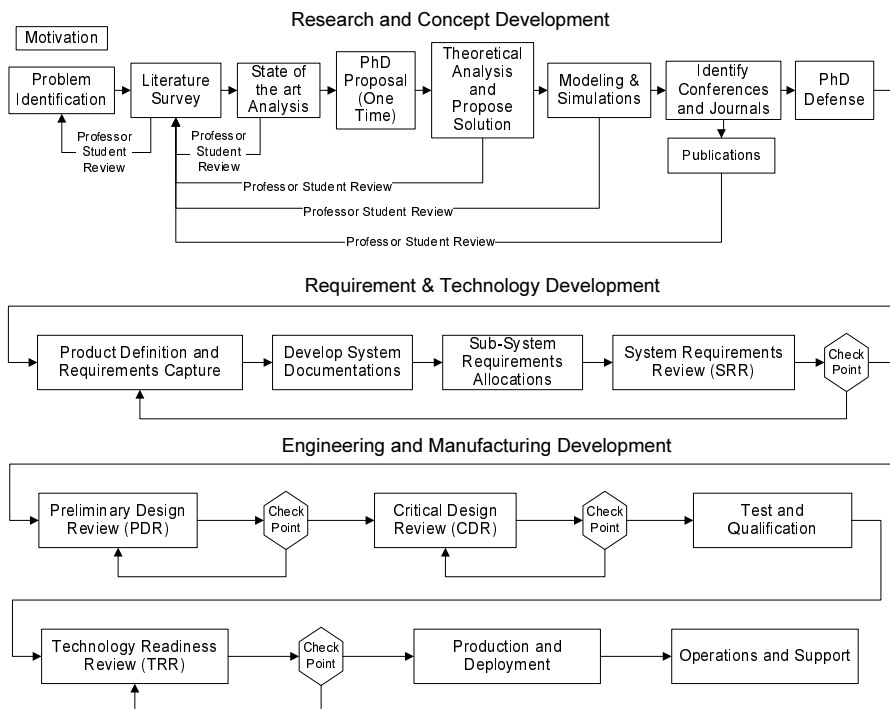 Research and Concept Development
Motivation
Problem
Identification
Literature
Survey
State of
the art
Analysis
PhD
Proposal
(One
Time)
Theoretical
Analysis
and
Propose
Solution
Modeling &
Simulations
Identify
Conferences
and Journals
PhD
Defense
Professor
Student
Review
Professor
Student
Review
Publications
Professor Student Review
Professor Student Review
Professor Student Review
Requirement & Technology Development
Product Definition and
Requirements Capture
Develop System
Documentations
Sub-System
Requirements
Allocations
System Requirements
Review (SRR)
Check
Point
Engineering and Manufacturing Development
Preliminary Design
Review (PDR)
Check
Point
Critical Design
Review (CDR)
Check
Point
Test and
Qualification
Technology Readiness
Review (TRR)
Check
Point
Production and
Deployment
Operations and Support